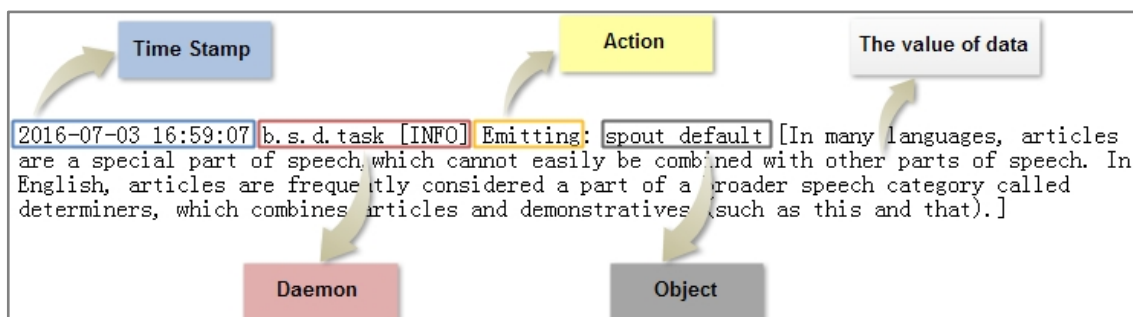 Time Stamp
Action
The value of data
2016-07-03 16:59:07 b.s.d.task [INFO] Emitting: spout default [In many languages, articles
are a special part of speech which cannot easily be combined with other parts of speech. In
English, articles are frequently considered a part of a broader speech category called
determiners, which combines articles and demonstratives (such as this and that).]
Daemon
Object